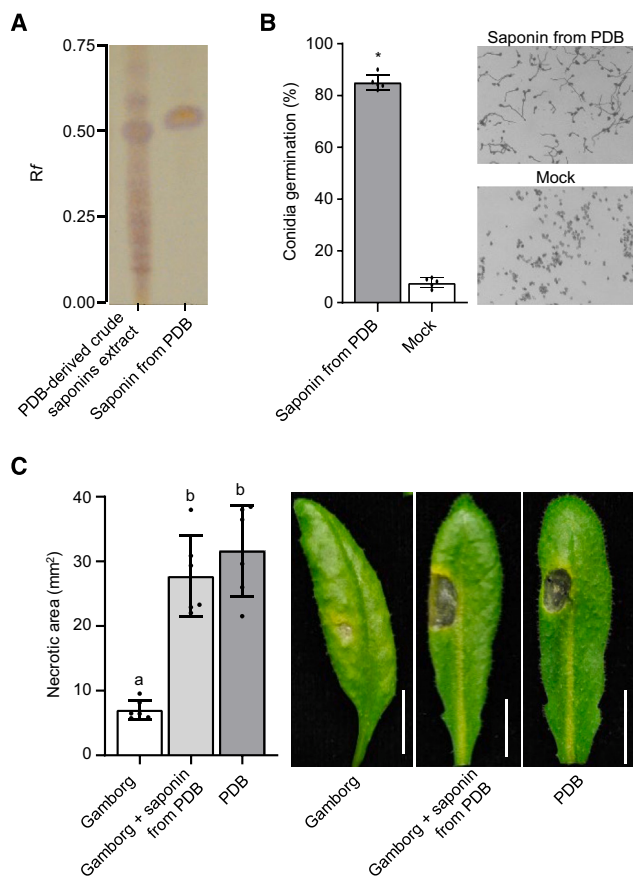 A
0.75
0.50
0.25
0.00
Rf
PDB-derived crude
saponins extract
Saponin from PDB
B
100
80
60
40
20
0
Conidia germination (%)
*
Saponin from PDB
Mock
Saponin from PDB
Mock
C
40
30
20
10
0
Necrotic area (mm²)
a
b
b
Gamborg
Gamborg + saponin
from PDB
PDB
Gamborg
Gamborg + saponin
from PDB
PDB